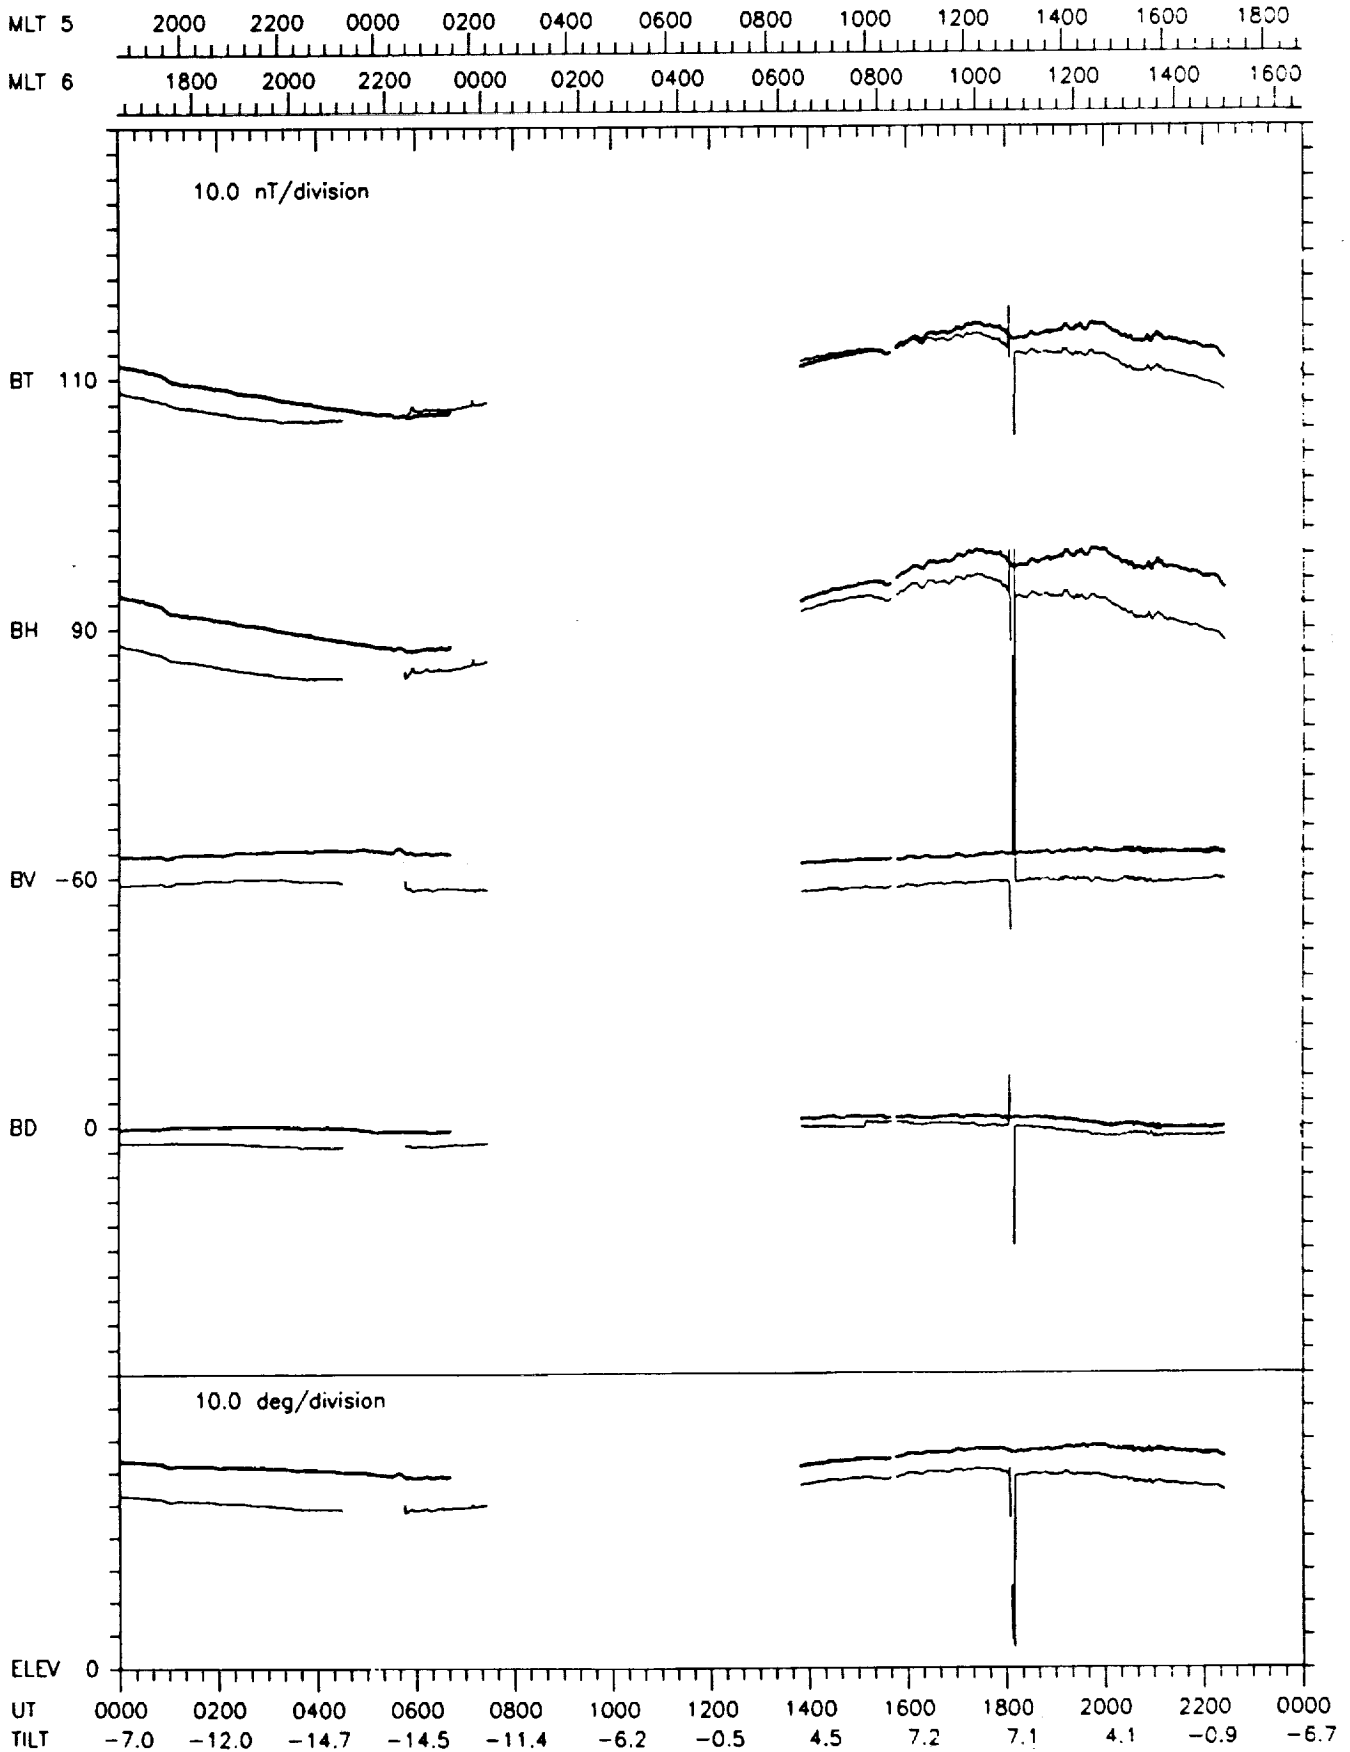 MLT 5 2000 2200 0000 0200 0400 0600 0800 1000 1200 1400 1600 1800
MLT 6 1800 2000 2200 0000 0200 0400 0600 0800 1000 1200 1400 1600
10.0 nT/division
BT 110
BH 90
BV -60
BD 0
10.0 deg/division
ELEV 0
UT 0000 0200 0400 0600 0800 1000 1200 1400 1600 1800 2000 2200 0000
TILT -7.0 -12.0 -14.7 -14.5 -11.4 -6.2 -0.5 4.5 7.2 7.1 4.1 -0.9 -6.7